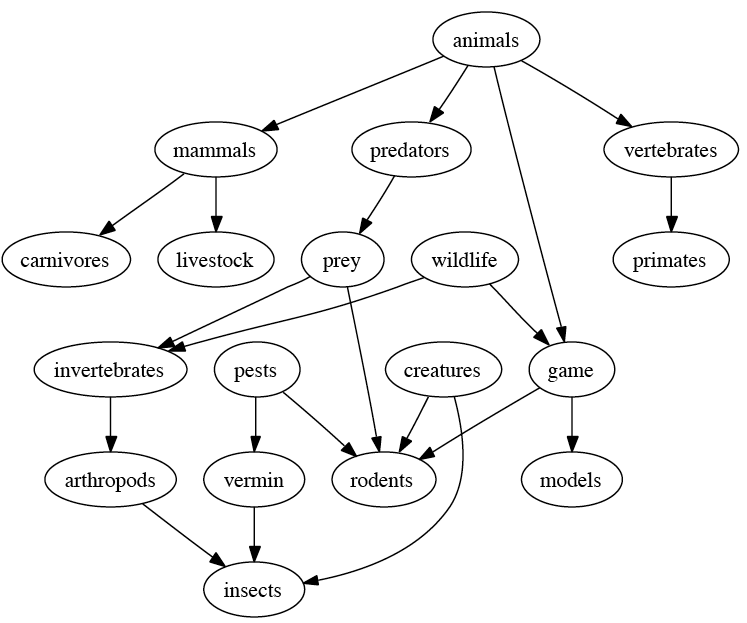 animals
mammals
predators
vertebrates
carnivores
livestock
prey
wildlife
primates
invertebrates
pests
creatures
game
arthropods
vermin
rodents
models
insects